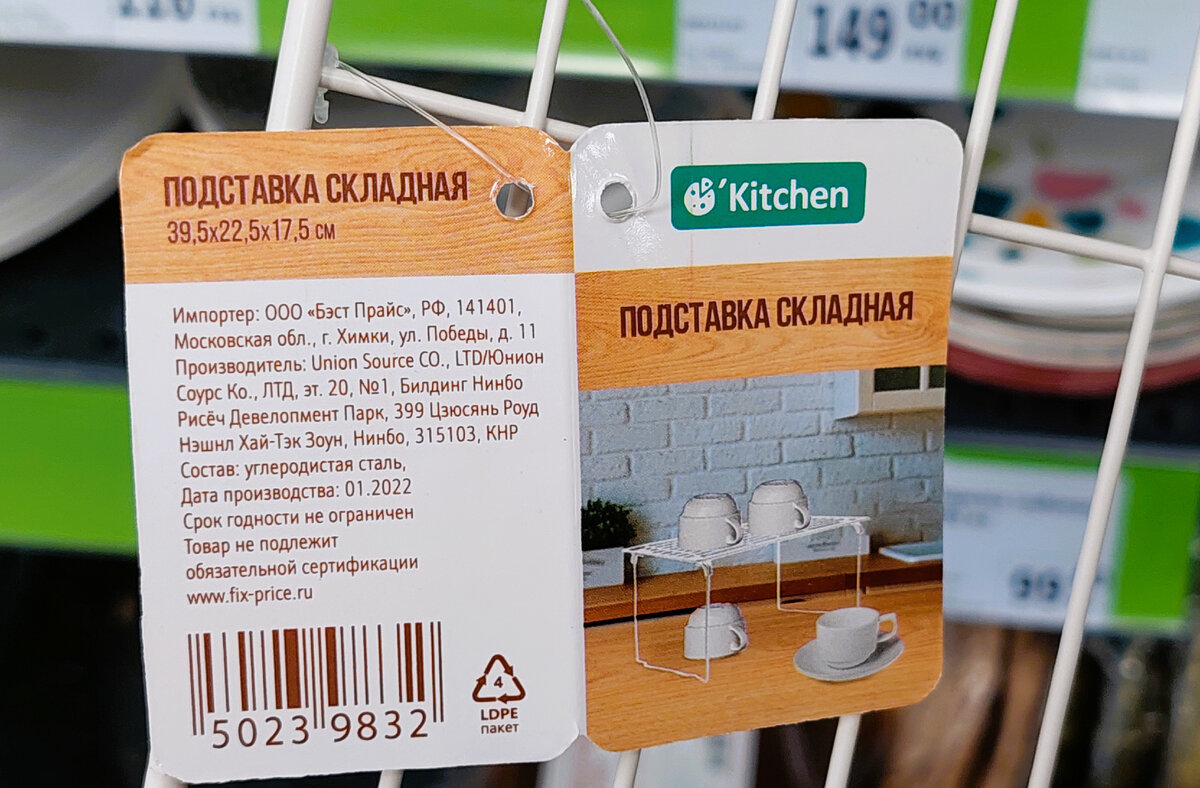 149 00
ПОДСТАВКА СКЛАДНАЯ
39,5х22,5х17,5 см
Импортер: ООО «Бэст Прайс», РФ, 141401,
Московская обл., г. Химки, ул. Победы, д. 11
Производитель: Union Source CO., LTD/Юнион
Соурс Ко., ЛТД, эт. 20, №1, Билдинг Нинбо
Рисёч Девелопмент Парк, 399 Цзюсянь Роуд
Нэшнл Хай-Тэк Зоун, Нинбо, 315103, КНР
Состав: углеродистая сталь,
Дата производства: 01.2022
Срок годности не ограничен
Товар не подлежит
обязательной сертификации
www.fix-price.ru
50239832
4
LDPE
пакет
'Kitchen
ПОДСТАВКА СКЛАДНАЯ
99